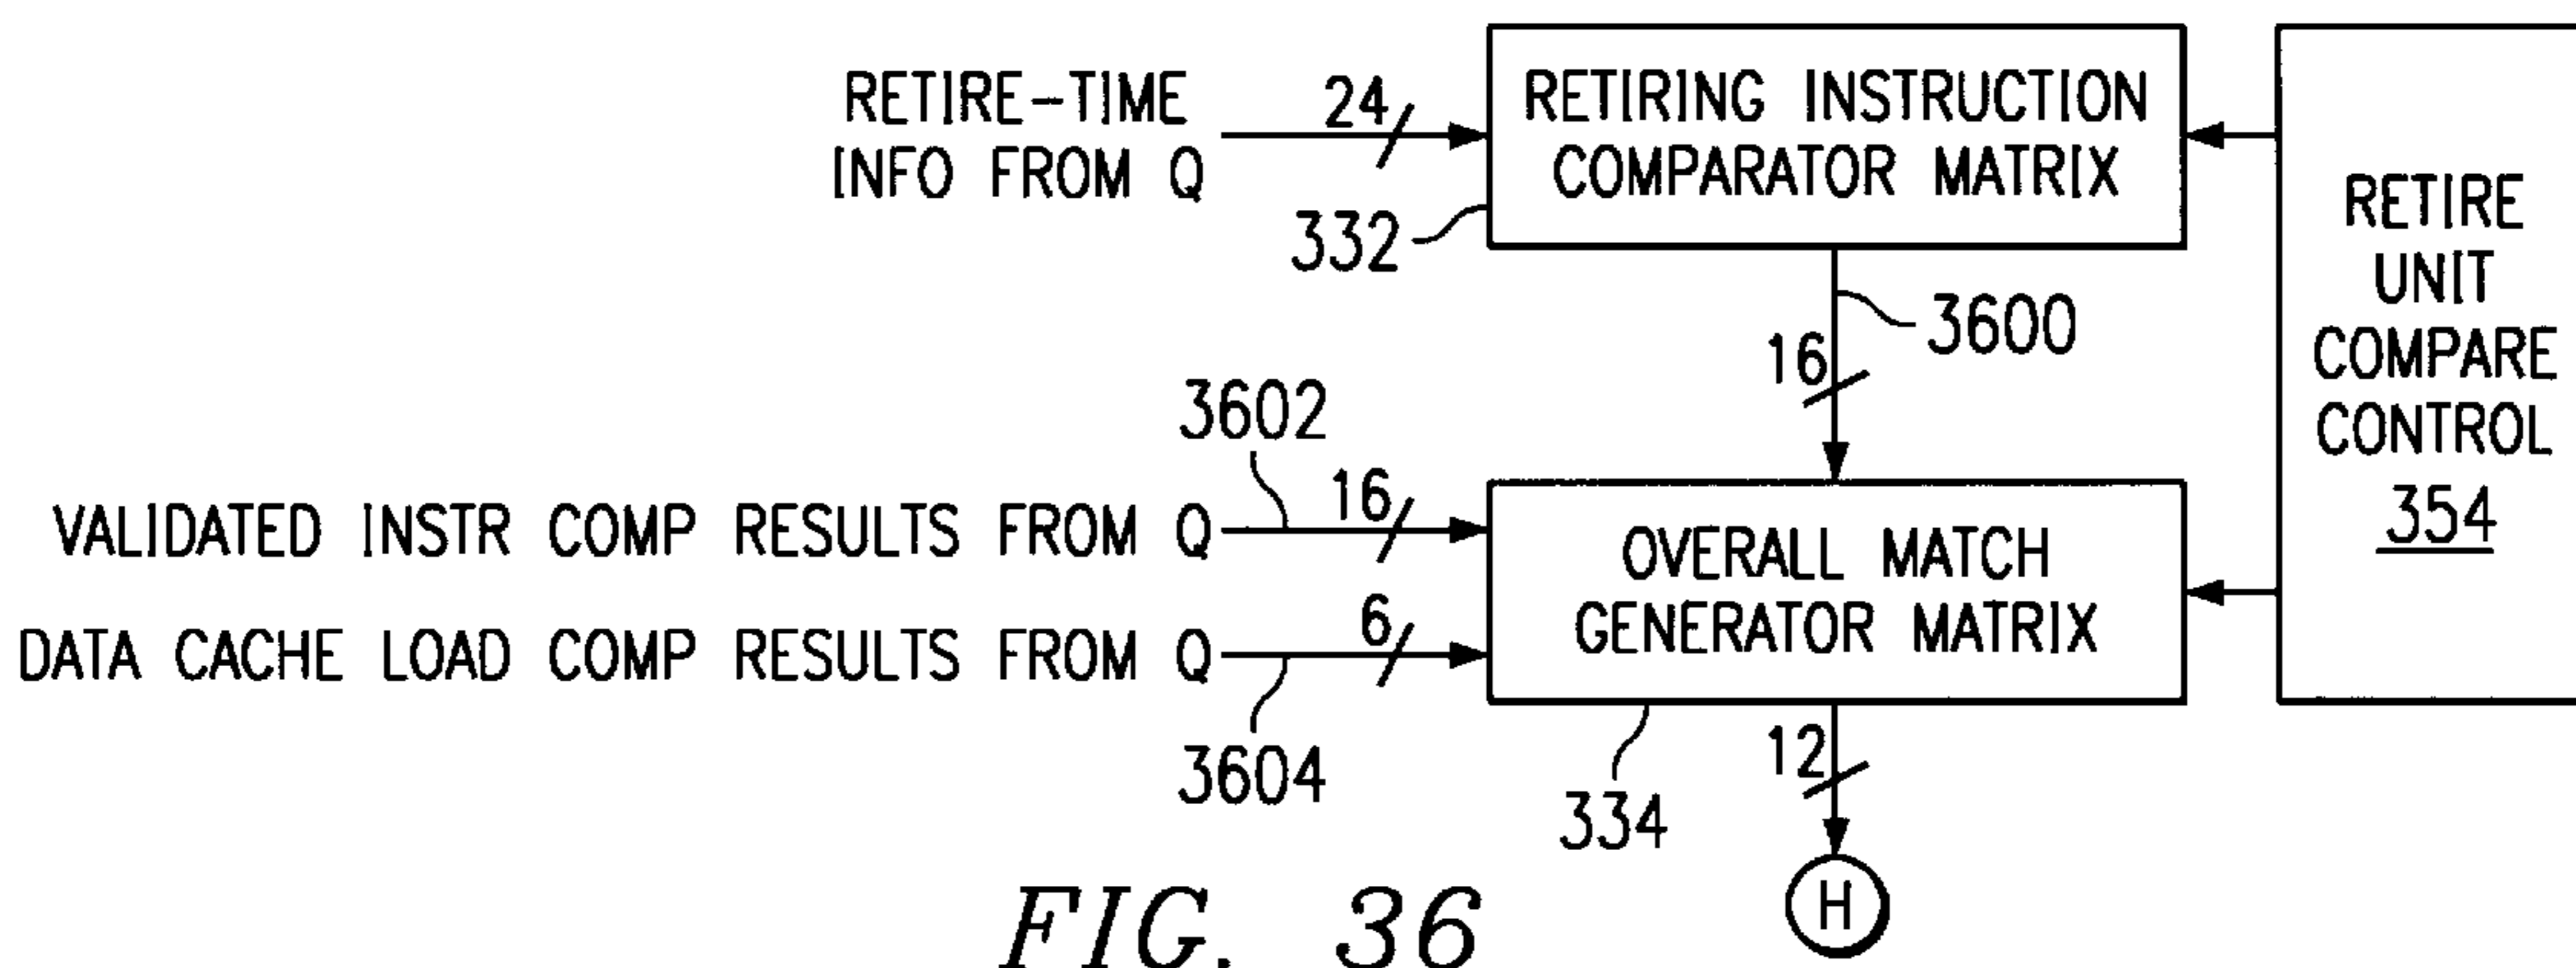 RETIRE-TIME
INFO FROM Q
24
RETIRING INSTRUCTION
COMPARATOR MATRIX
332
3600
16
RETIRE
UNIT
COMPARE
CONTROL
354
3602
16
VALIDATED INSTR COMP RESULTS FROM Q
6
DATA CACHE LOAD COMP RESULTS FROM Q
3604
OVERALL MATCH
GENERATOR MATRIX
334
12
H
FIG. 36